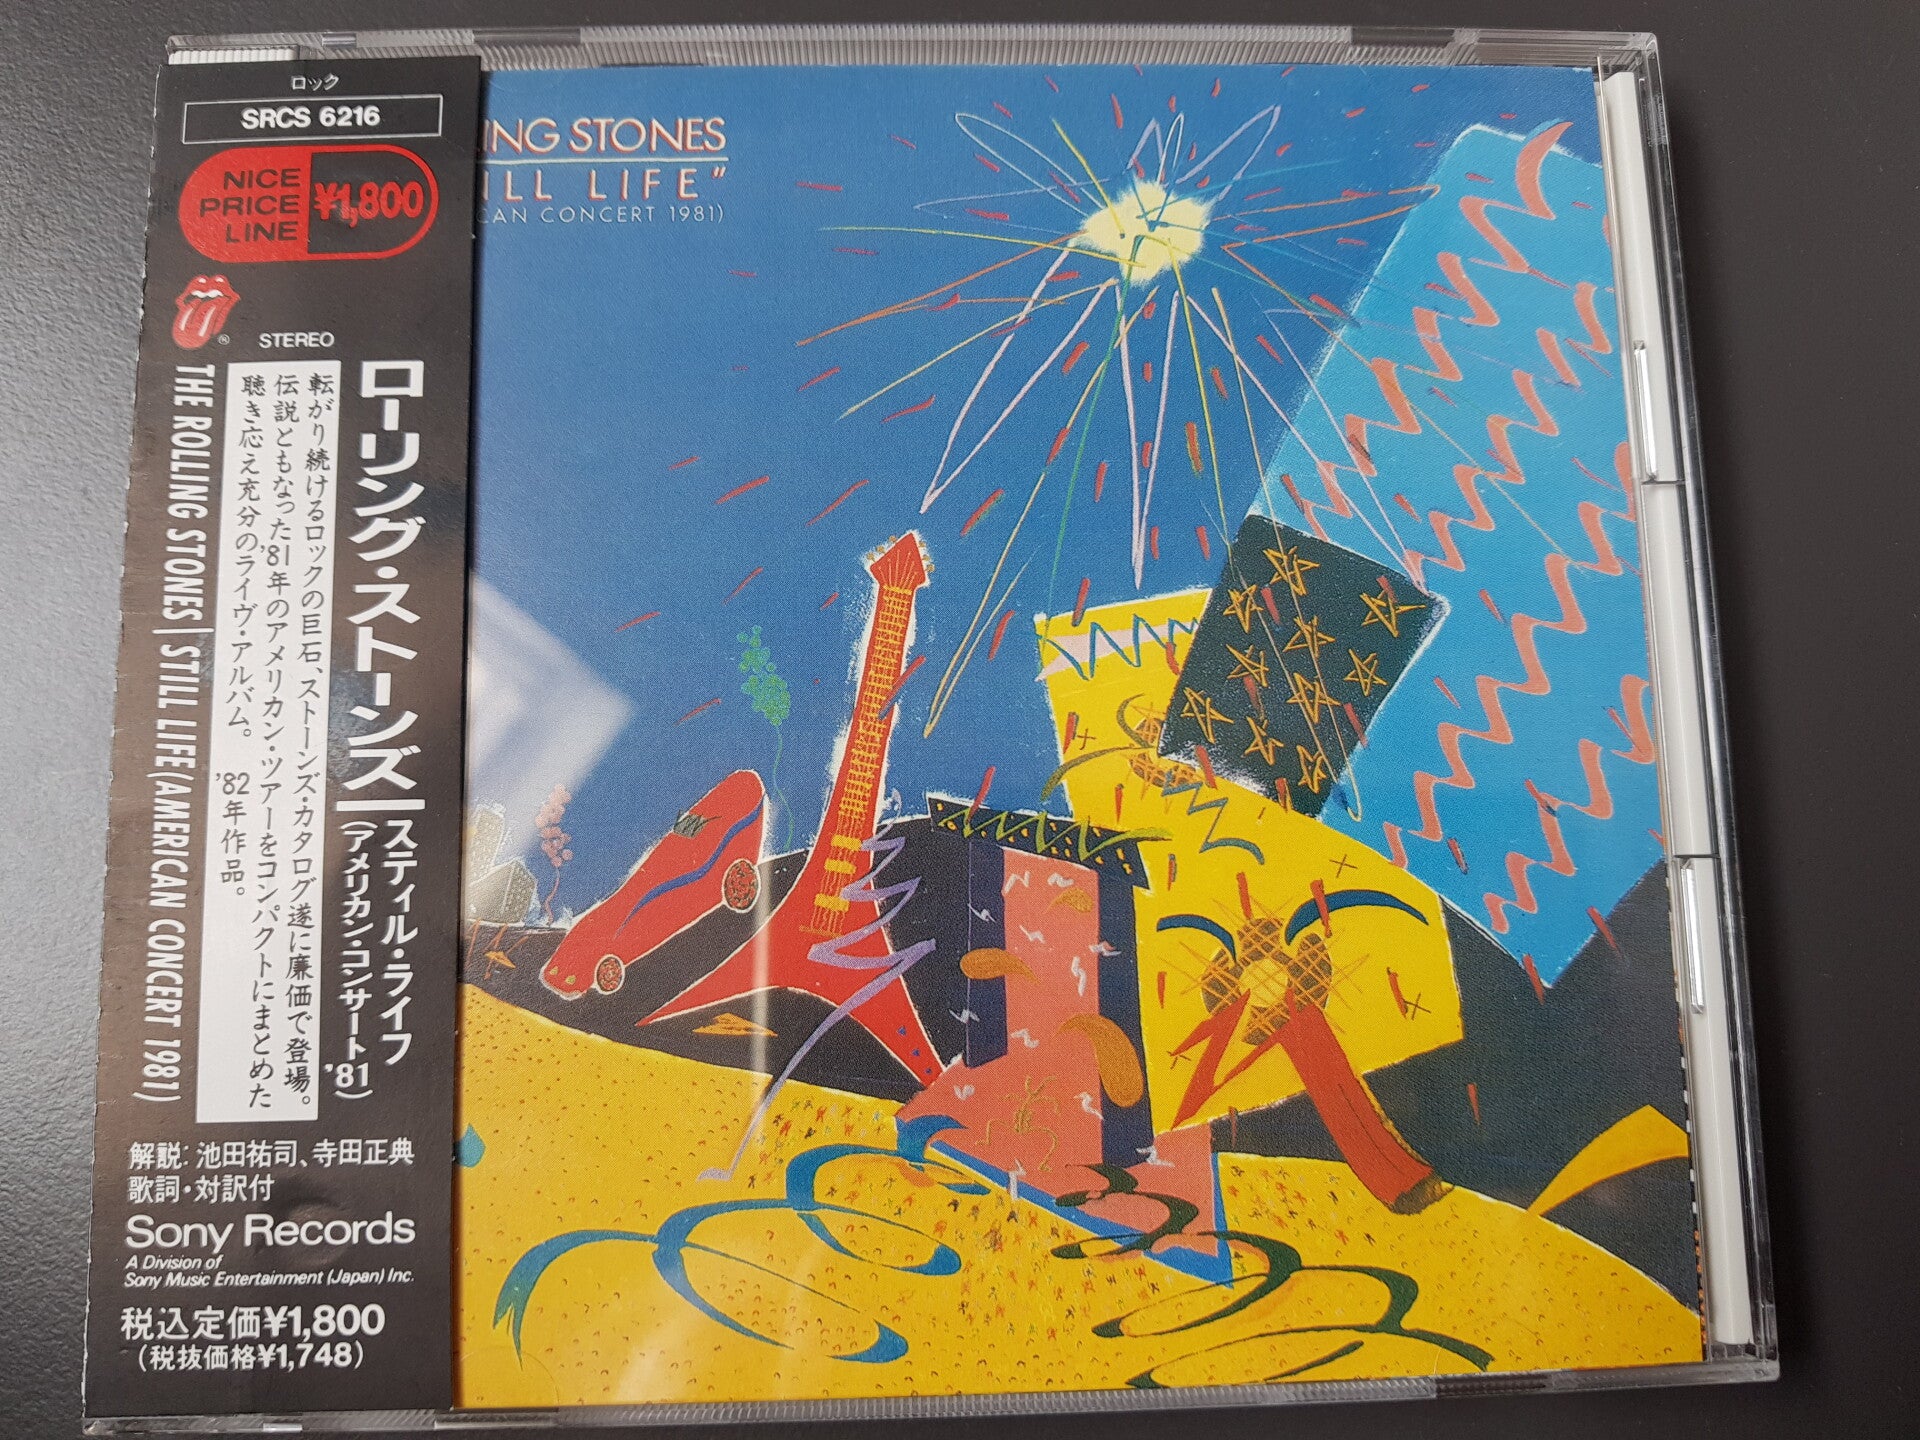 ロック
SRCS 6216
NICE
PRICE
LINE
¥1,800
STEREO
ローリング・ストーンズ
スティル・ライフ
(アメリカン・コンサート'81)
転がり続けるロックの巨石、ストーンズ・カタログ遂に廉価で登場。
伝説ともなった'81年のアメリカン・ツアーをコンパクトにまとめた
聴き応え充分のライヴ・アルバム。 '82年作品。
THE ROLLING STONES | STILL LIFE (AMERICAN CONCERT 1981)
解説:池田祐司、寺田正典
歌詞・対訳付
Sony Records
A Division of
Sony Music Entertainment (Japan) Inc.
税込定価¥1,800
(税抜価格¥1,748)
ING STONES
ILL LIFE"
CAN CONCERT 1981)